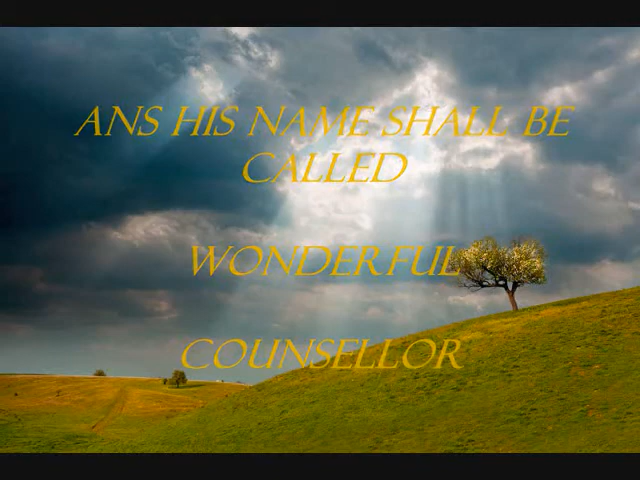 ANS HIS NAME SHALL BE
CALLED
WONDERFUL
COUNSELLOR